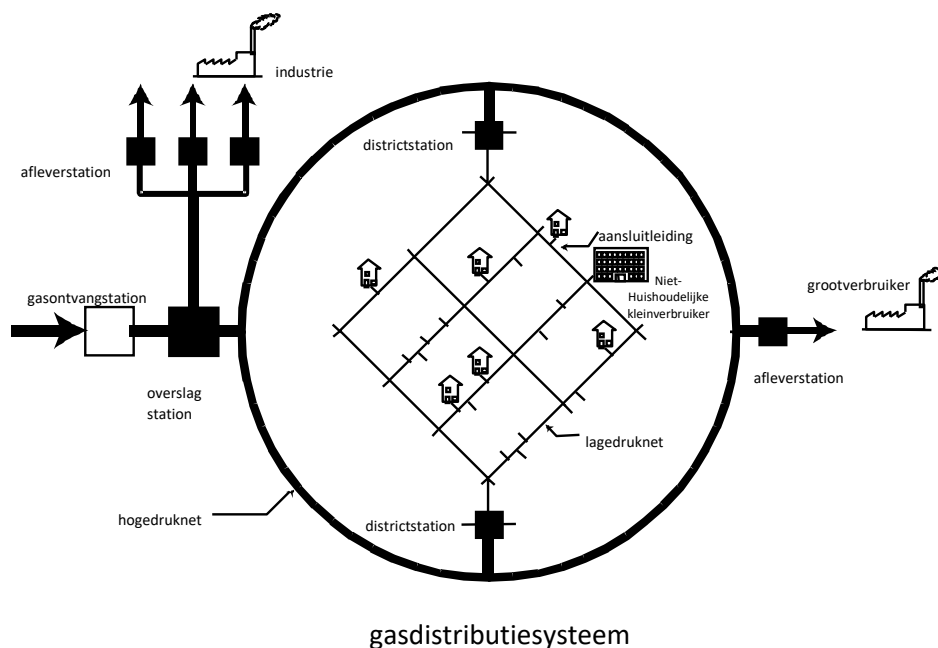 industrie
districtstation
afleverstation
aansluitleiding
gasontvangstation
Niet-
Huishoudelijke
kleinverbruiker
grootverbruiker
overslag
station
afleverstation
lagedruknet
hogedruknet
districtstation
gasdistributiesysteem